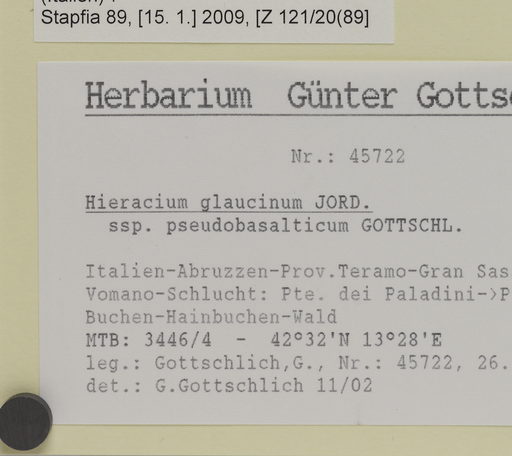 Stapfia 89, [15. 1.] 2009, [Z 121/20(89]
Herbarium Günter
Nr.: 45722
Hieracium glaucinum JORD.
ssp. pseudobasalticum GOTTSCHL.
Italien-Abruzzen-Prov.Teramo-Gran Sas
Vomano-Schlucht: Pte. dei Paladini->P
Buchen-Hainbuchen-Wald
MTB: 3446/4 - 42°32'N 13°28'E
leg.: Gottschlich,G., Nr.: 45722, 26.
det.: G.Gottschlich 11/02